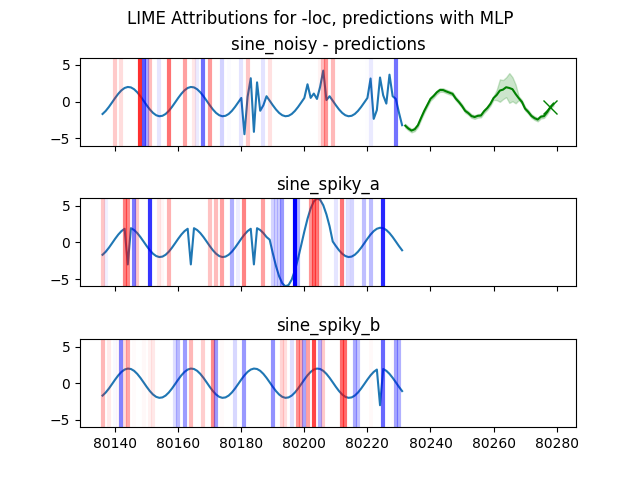 LIME Attributions for -loc, predictions with MLP
sine_noisy - predictions
5
0
−5
sine_spiky_a
5
0
−5
sine_spiky_b
5
0
−5
80140 80160 80180 80200 80220 80240 80260 80280